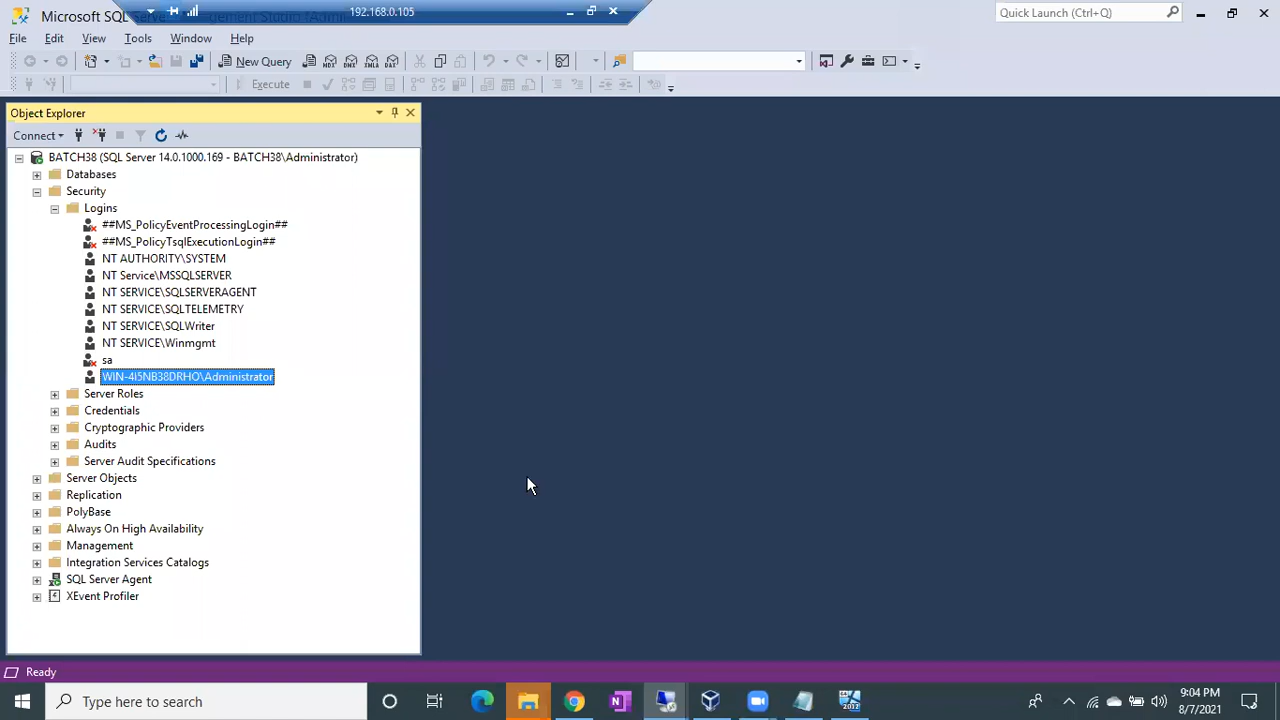 Microsoft SQL Server Management Studio (Admi
192.168.0.105
Quick Launch (Ctrl+Q)
File Edit View Tools Window Help
New Query
Execute
Object Explorer
Connect
BATCH38 (SQL Server 14.0.1000.169 - BATCH38\Administrator)
Databases
Security
Logins
##MS_PolicyEventProcessingLogin##
##MS_PolicyTsqlExecutionLogin##
NT AUTHORITY\SYSTEM
NT Service\MSSQLSERVER
NT SERVICE\SQLSERVERAGENT
NT SERVICE\SQLTELEMETRY
NT SERVICE\SQLWriter
NT SERVICE\Winmgmt
sa
WIN-4I5NB38DRHO\Administrator
Server Roles
Credentials
Cryptographic Providers
Audits
Server Audit Specifications
Server Objects
Replication
PolyBase
Always On High Availability
Management
Integration Services Catalogs
SQL Server Agent
XEvent Profiler
Ready
Type here to search
9:04 PM
8/7/2021